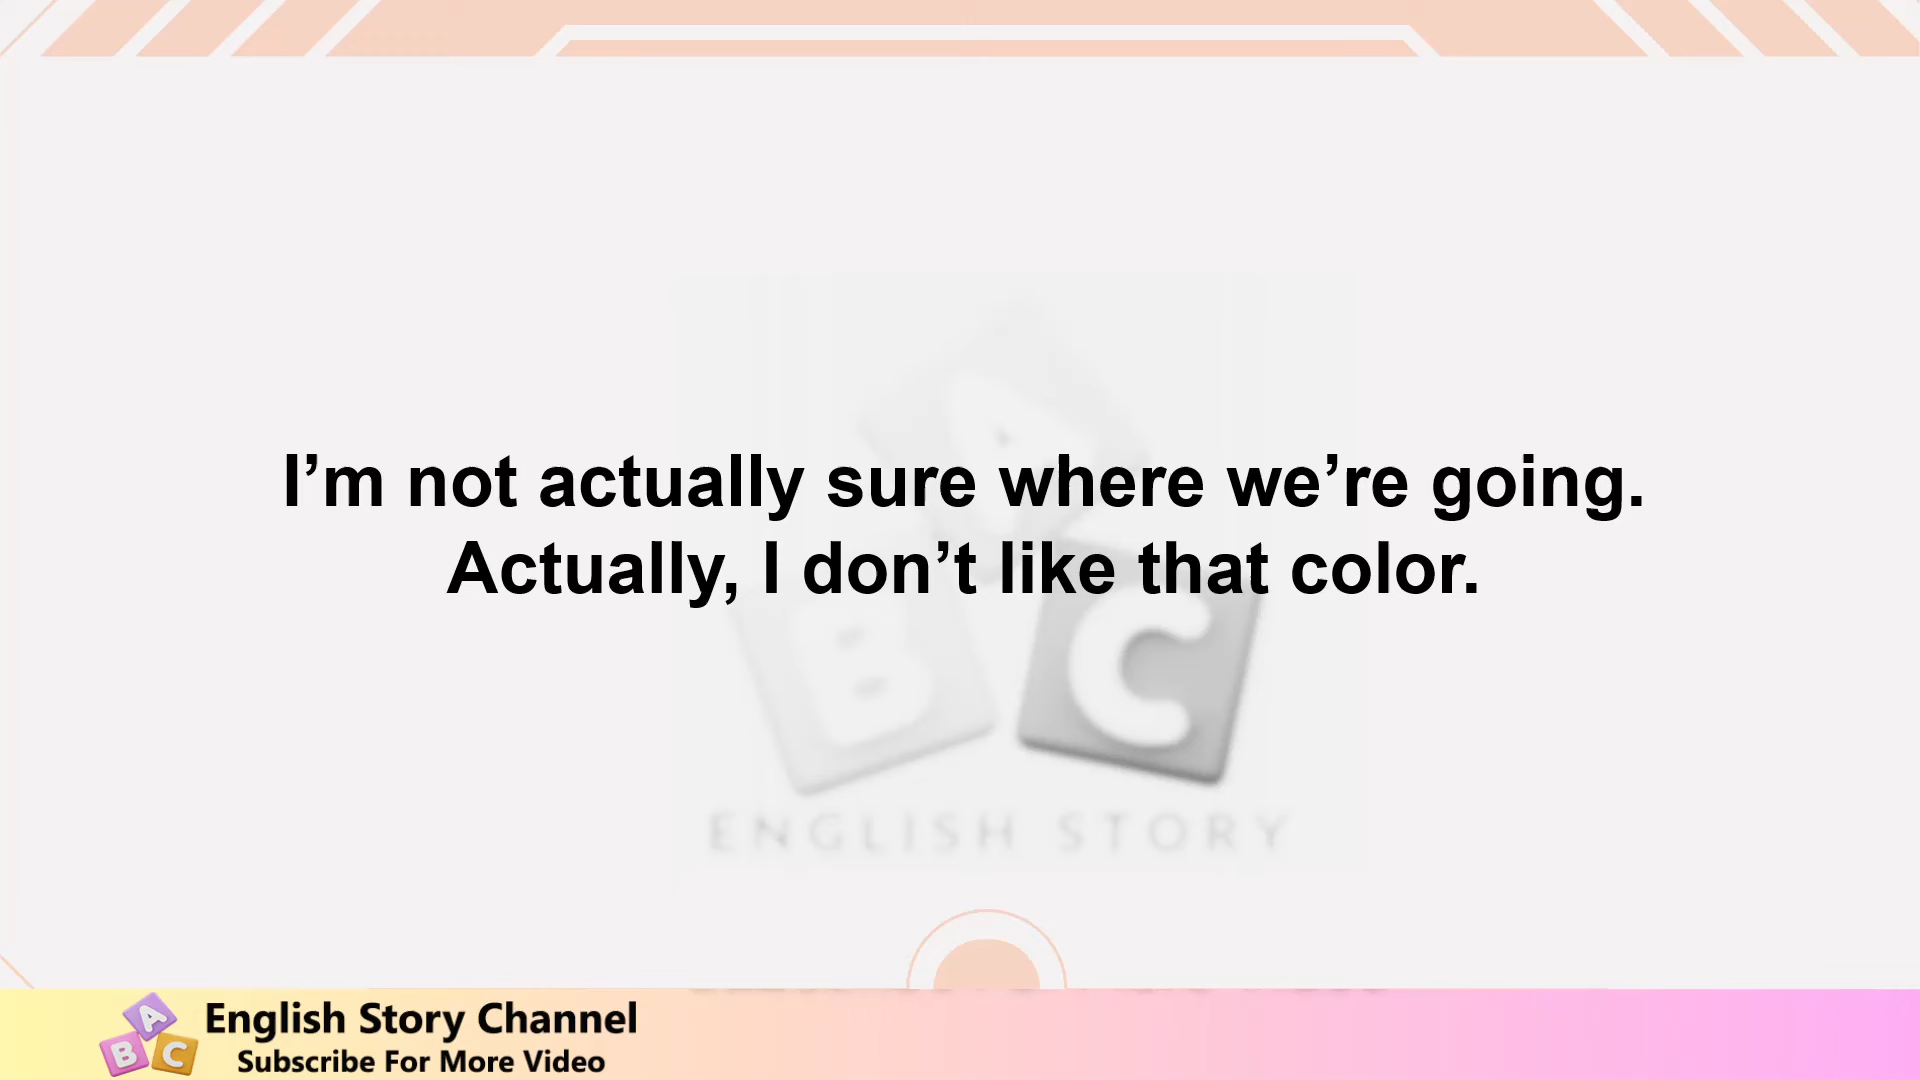 I’m not actually sure where we’re going.
Actually, I don’t like that color.
A
B
C
ENGLISH STORY
A
B C
English Story Channel
Subscribe For More Video